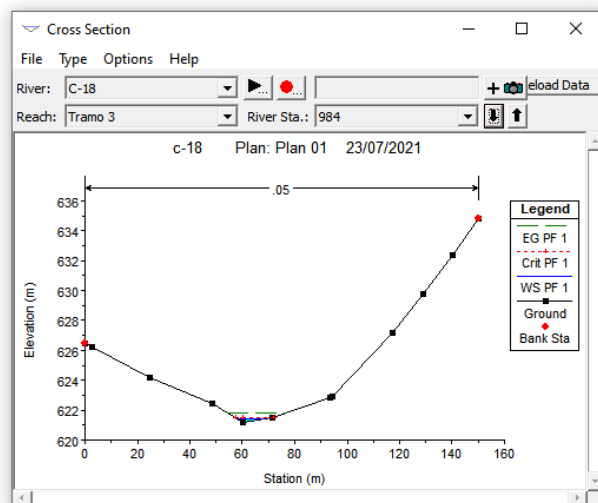 Cross Section
File Type Options Help
River: C-18 ... ... + eload Data
Reach: Tramo 3 River Sta.: 984
c-18 Plan: Plan 01 23/07/2021
.05
636
634
632
630
628
626
624
622
620
Elevation (m)
0 20 40 60 80 100 120 140 160
Station (m)
Legend
EG PF 1
Crit PF 1
WS PF 1
Ground
Bank Sta